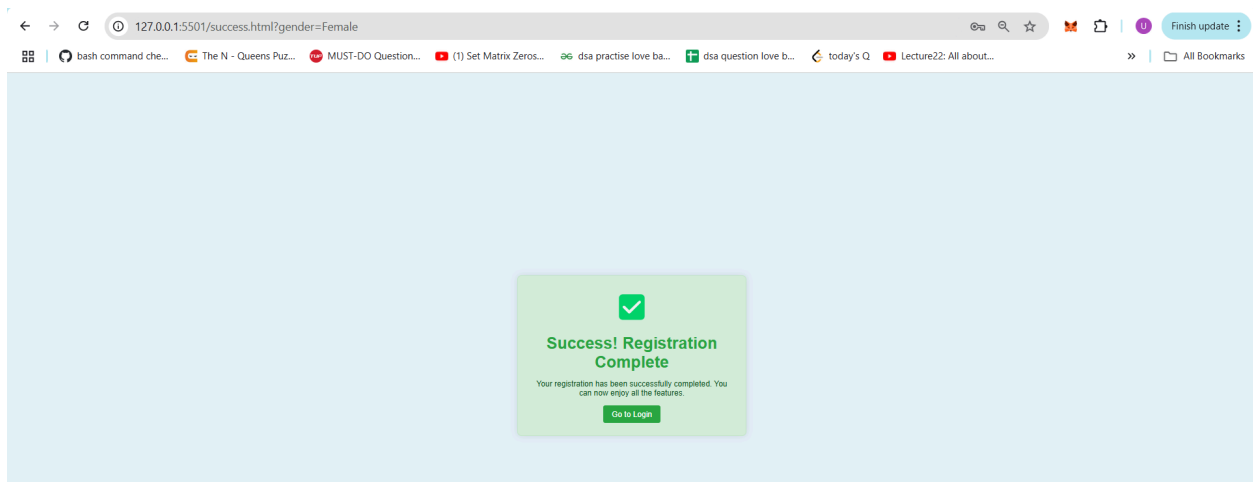 127.0.0.1:5501/success.html?gender=Female
U
Finish update
bash command che...
The N - Queens Puz...
MUST-DO Question...
(1) Set Matrix Zeros...
dsa practise love ba...
dsa question love b...
today's Q
Lecture22: All about...
»
All Bookmarks
Success! Registration
Complete
Your registration has been successfully completed. You
can now enjoy all the features.
Go to Login